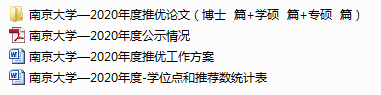 南京大学—2020年度推优论文（博士  篇+学硕  篇+专硕  篇）
南京大学—2020年度公示情况
南京大学—2020年度推优工作方案
南京大学—2020年度-学位点和推荐数统计表